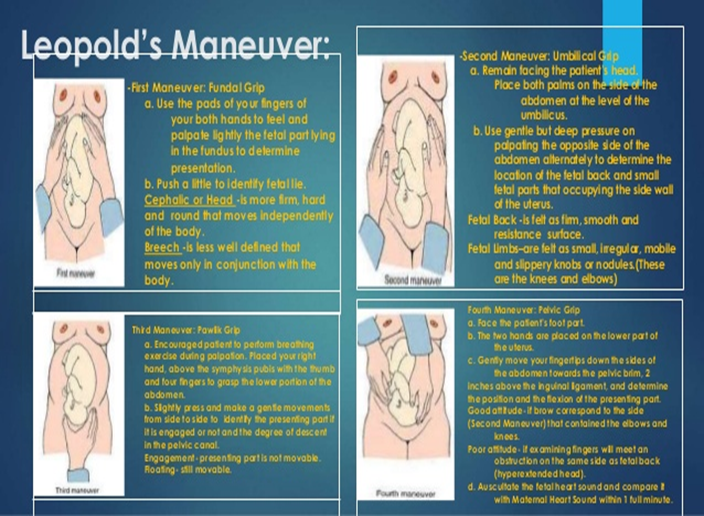 Leopold's Maneuver:
-First Maneuver: Fundal Grip
a. Use the pads of your fingers of
your both hands to feel and
palpate lightly the fetal part lying
in the fundus to determine
presentation.
b. Push a little to identify fetal lie.
Cephalic or Head -is more firm, hard
and round that moves independently
of the body.
Breech -is less well defined that
moves only in conjunction with the
body.
First maneuver
-Second Maneuver: Umbilical Grip
a. Remain facing the patient's head.
Place both palms on the side of the
abdomen at the level of the
umbilicus.
b. Use gentle but deep pressure on
palpating the opposite side of the
abdomen alternately to determine the
location of the fetal back and small
fetal parts that occupying the side wall
of the uterus.
Fetal Back -is felt as firm, smooth and
resistance surface.
Fetal Limbs-are felt as small, irregular, mobile
and slippery knobs or nodules.(These
are the knees and elbows)
Second maneuver
Third Maneuver: Pawlik Grip
a. Encouraged patient to perform breathing
exercise during palpation. Placed your right
hand, above the symphysis pubis with the thumb
and four fingers to grasp the lower portion of the
abdomen.
b. Slightly press and make a gentle movements
from side to side to identify the presenting part if
it is engaged or not and the degree of descent
in the pelvic canal.
Engagement- presenting part is not movable.
Floating- still movable.
Third maneuver
Fourth Maneuver: Pelvic Grip
a. Face the patient's foot part.
b. The two hands are placed on the lower part of
the uterus.
c. Gently move your fingertips down the sides of
the abdomen towards the pelvic brim, 2
inches above the inguinal ligament, and determine
the position and the flexion of the presenting part.
Good attitude- if brow correspond to the side
(Second Maneuver) that contained the elbows and
knees.
Poor attitude- if examining fingers will meet an
obstruction on the same side as fetal back
(hyperextended head).
d. Auscultate the fetal heart sound and compare it
with Maternal Heart Sound within 1 full minute.
Fourth maneuver